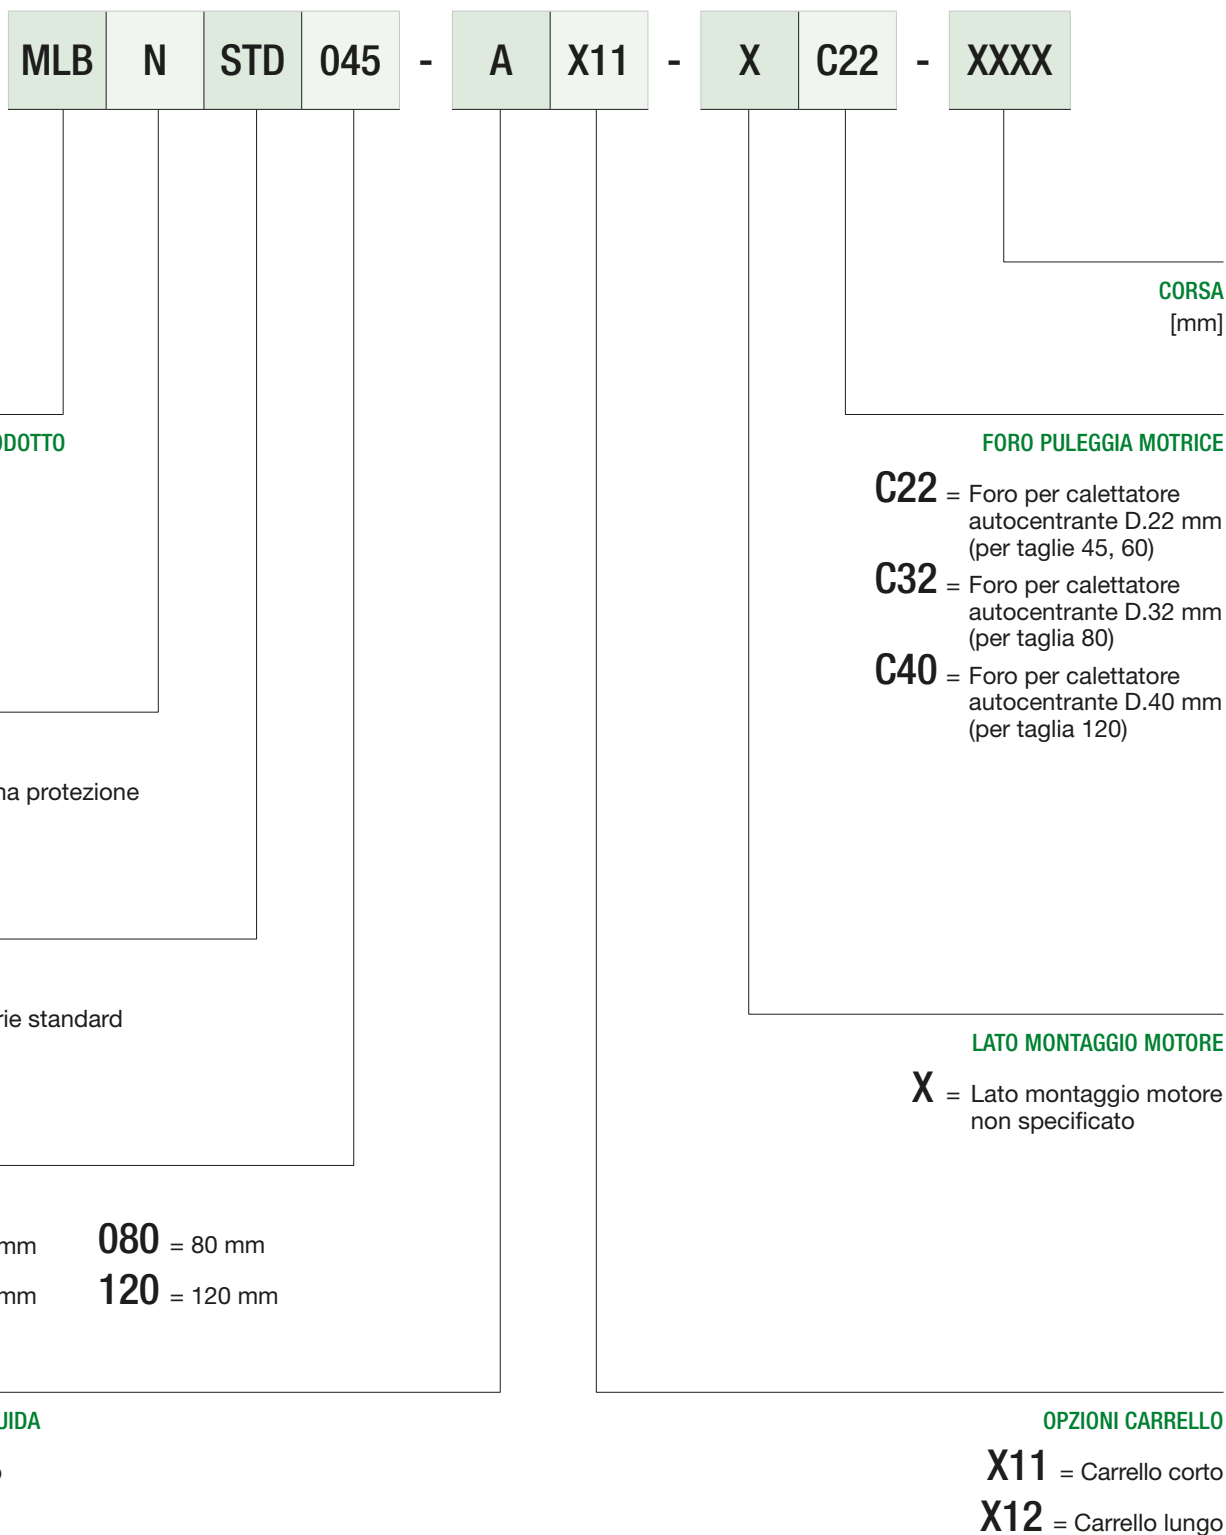 MLB N STD 045 - A X11 - X C22 - XXXX
CORSA
[mm]
FORO PULEGGIA MOTRICE
C22 = Foro per calettatore
autocentrante D.22 mm
(per taglie 45, 60)
C32 = Foro per calettatore
autocentrante D.32 mm
(per taglia 80)
C40 = Foro per calettatore
autocentrante D.40 mm
(per taglia 120)
protezione
standard
LATO MONTAGGIO MOTORE
X = Lato montaggio motore
non specificato
mm 080 = 80 mm
mm 120 = 120 mm
OPZIONI CARRELLO
X11 = Carrello corto
X12 = Carrello lungo